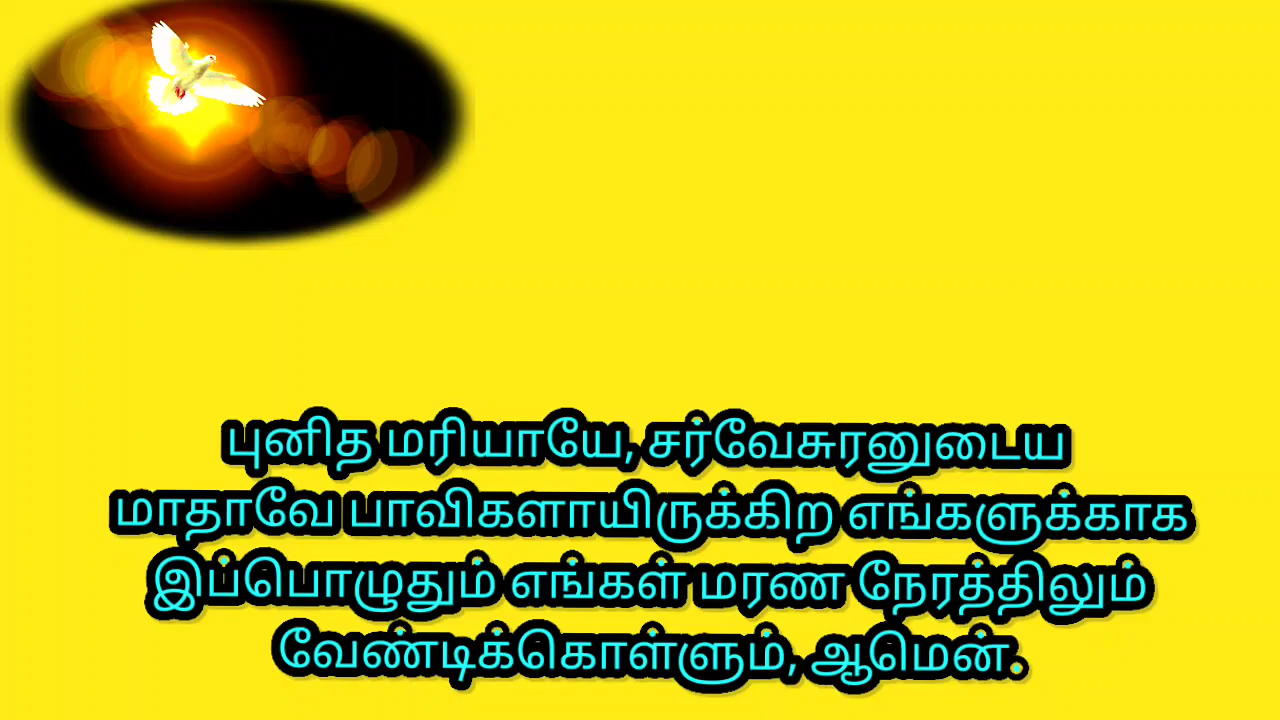 புனித மரியாயே, சர்வேசுரனுடைய
மாதாவே பாவிகளாயிருக்கிற எங்களுக்காக
இப்பொழுதும் எங்கள் மரண நேரத்திலும்
வேண்டிக்கொள்ளும், ஆமென்.